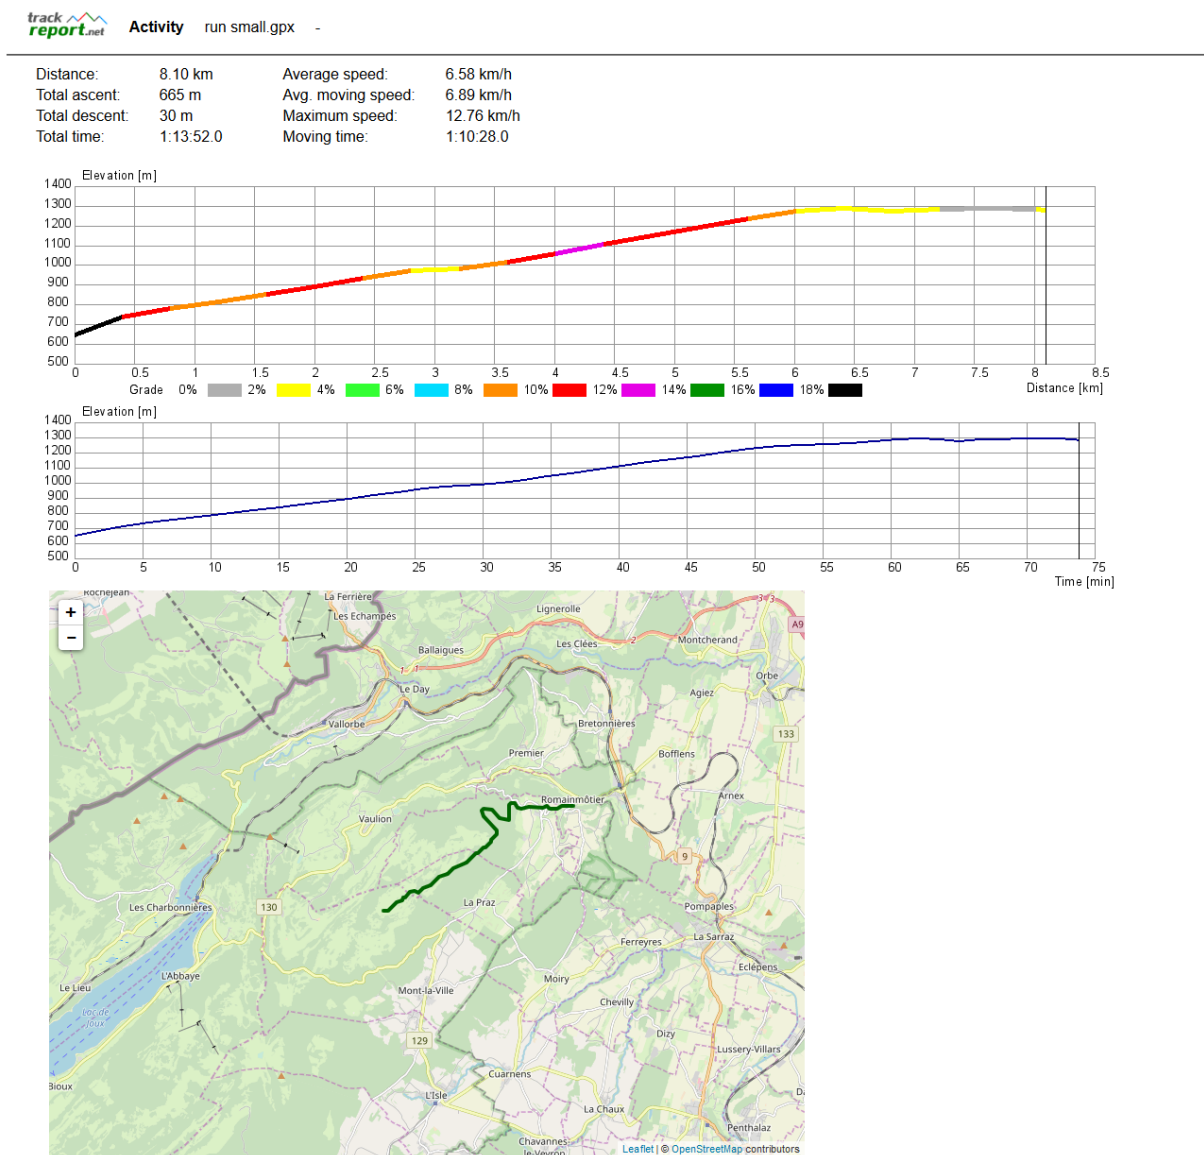 track
report.net Activity run small.gpx -
Distance: 8.10 km Average speed: 6.58 km/h
Total ascent: 665 m Avg. moving speed: 6.89 km/h
Total descent: 30 m Maximum speed: 12.76 km/h
Total time: 1:13:52.0 Moving time: 1:10:28.0
Elevation [m]
1400
1300
1200
1100
1000
900
800
700
600
500
0 0.5 1 1.5 2 2.5 3 3.5 4 4.5 5 5.5 6 6.5 7 7.5 8 8.5
Grade 0% 2% 4% 6% 8% 10% 12% 14% 16% 18% Distance [km]
Elevation [m]
1400
1300
1200
1100
1000
900
800
700
600
500
0 5 10 15 20 25 30 35 40 45 50 55 60 65 70 75
Time [min]
Rochejean
La Ferrière
+
A9
Lignerolle
Les Echampés
−
Les Clées
Montcherand
Ballaigues
Orbe
Le Day
Agiez
Vallorbe
Bretonnières
133
Premier
Bofflens
Romainmôtier
Arnex
Vaulion
9
La Praz
Les Charbonnières
130
Pompaples
La Sarraz
Ferreyres
Eclépens
L'Abbaye
Moiry
Le Lieu
Mont-la-Ville
Chevilly
Lac de
Joux
Dizy
129
Lussery-Villars
Cuarnens
Bioux
L'Isle
La Chaux
Penthalaz
Chavannes-
le-Veyron
Leaflet | © OpenStreetMap contributors